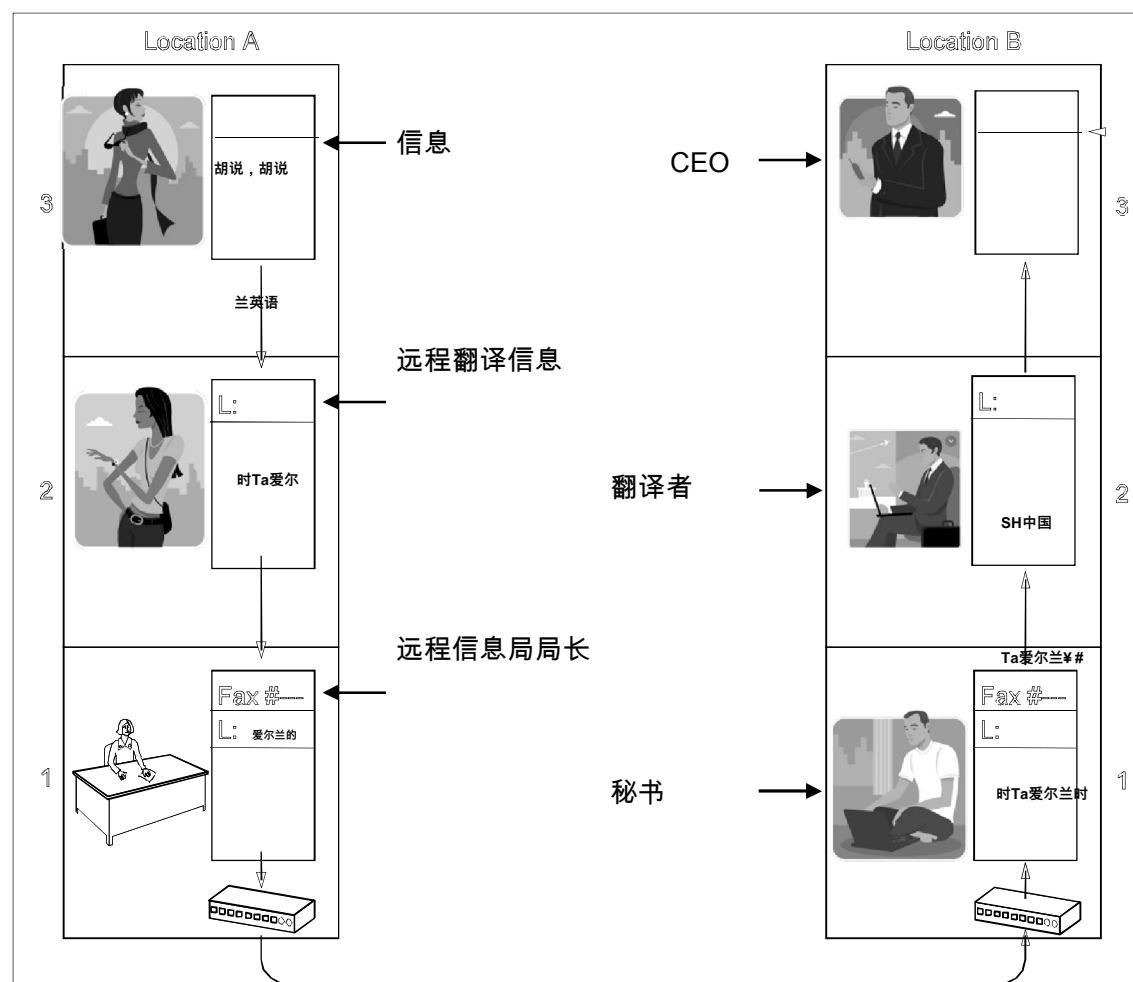 Location A
Location B
信息
CEO
胡说，胡说
3
3
兰英语
远程翻译信息
L:
L:
时Ta爱尔
翻译者
2
2
SH中国
远程信息局局长
Ta爱尔兰¥#
Fax #---
Fax #---
L: 爱尔兰的
L:
1
秘书
时Ta爱尔兰时
1